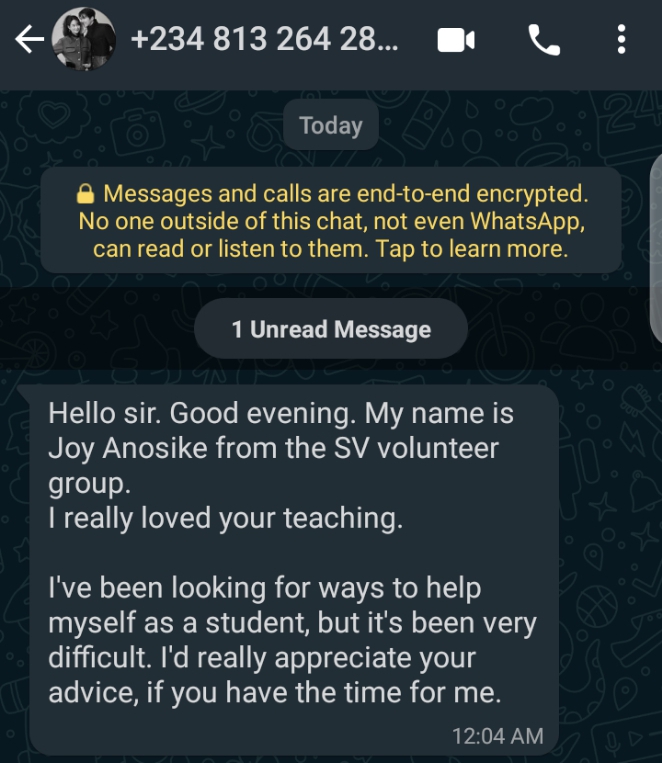 +234 813 264 28...
Today
Messages and calls are end-to-end encrypted.
No one outside of this chat, not even WhatsApp,
can read or listen to them. Tap to learn more.
1 Unread Message
Hello sir. Good evening. My name is
Joy Anosike from the SV volunteer
group.
I really loved your teaching.
I've been looking for ways to help
myself as a student, but it's been very
difficult. I'd really appreciate your
advice, if you have the time for me.
12:04 AM